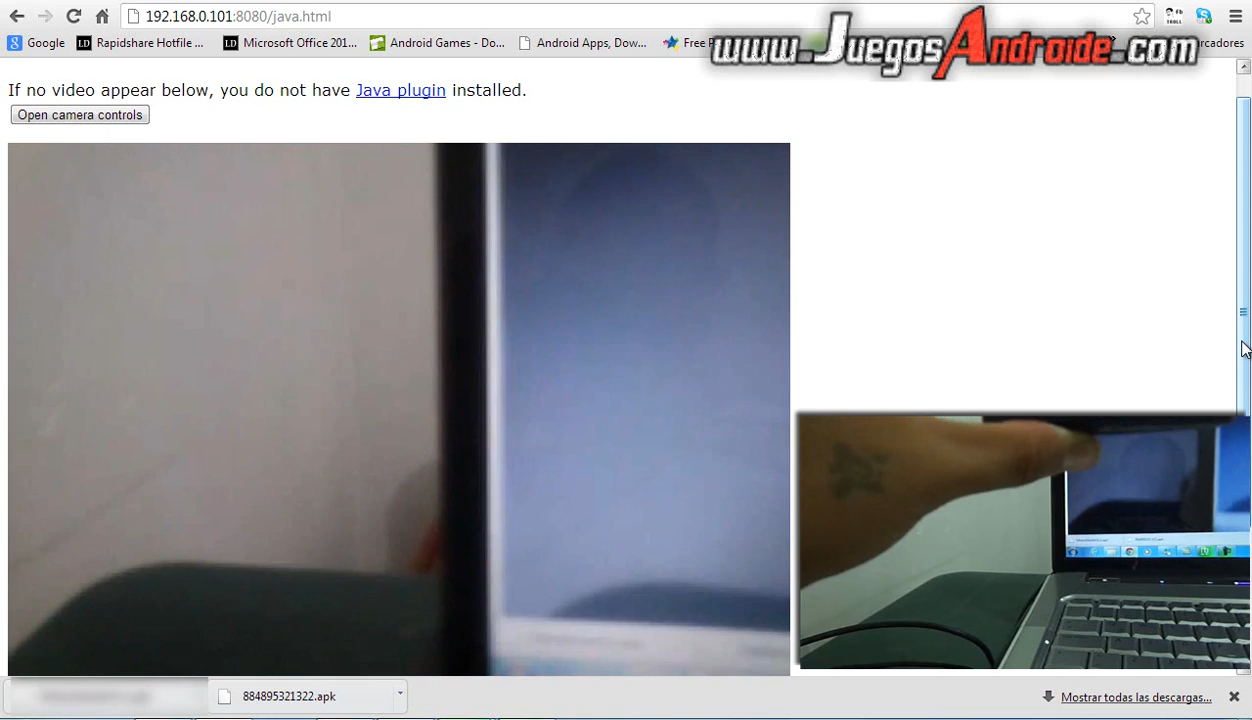 192.168.0.101:8080/java.html
www.JuegosAndroide.com
Google
Rapidshare Hotfile ...
Microsoft Office 201...
Android Games - Do...
Android Apps, Dow...
Free
arcadores
If no video appear below, you do not have Java plugin installed.
Open camera controls
884895321322.apk
Mostrar todas las descargas...